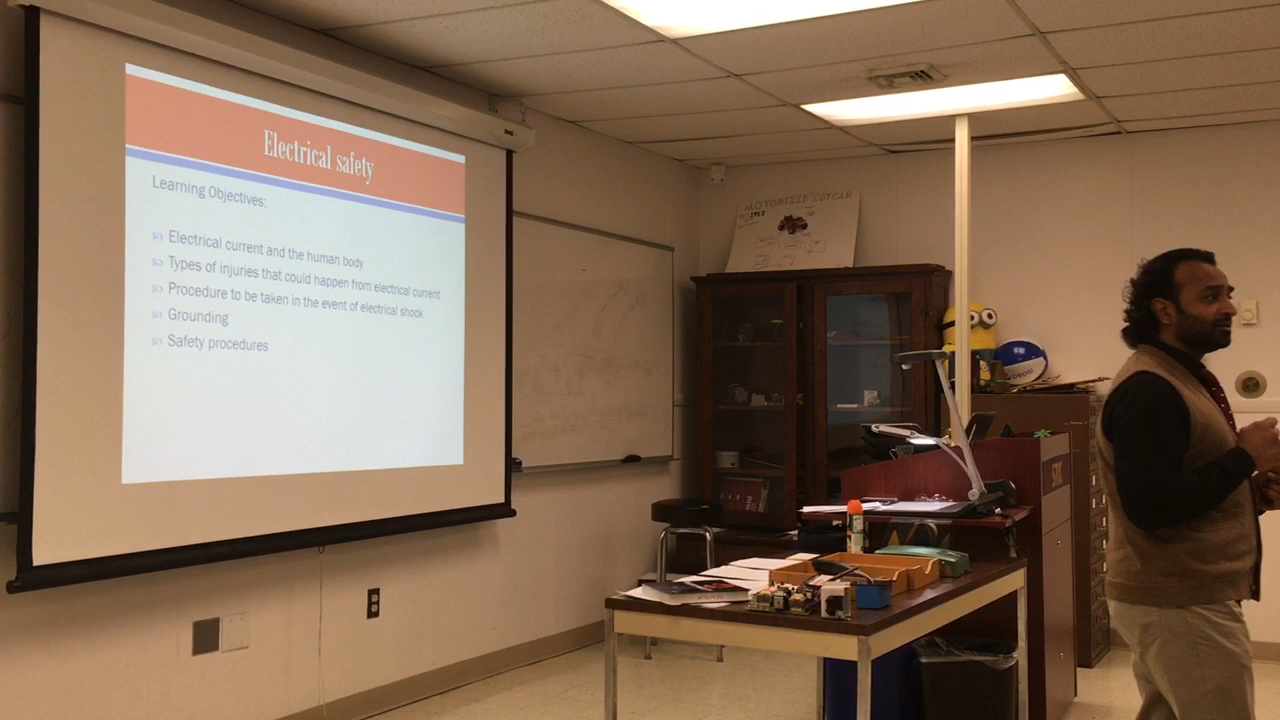 Electrical safety
Learning Objectives:
Electrical current and the human body
Types of injuries that could happen from electrical current
Procedure to be taken in the event of electrical shock
Grounding
Safety procedures
MOTORIZED TOY CAR
pepsi